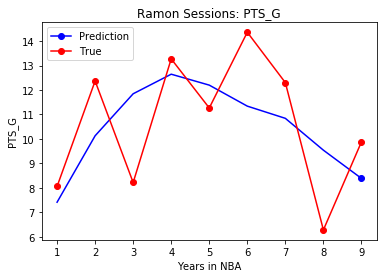 Ramon Sessions: PTS_G
Prediction
True
14
13
12
11
10
9
8
7
6
PTS_G
1 2 3 4 5 6 7 8 9
Years in NBA